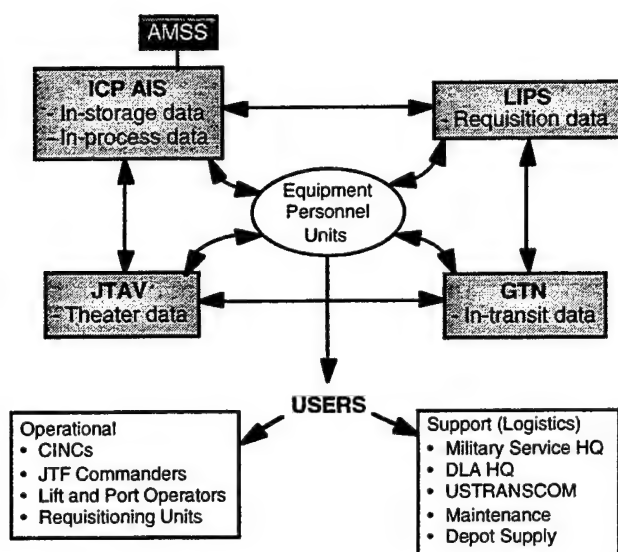 AMSS
ICP AIS
- In-storage data
- In-process data
LIPS
- Requisition data
Equipment
Personnel
Units
JTAV
- Theater data
GTN
- In-transit data
USERS
Operational
• CINCs
• JTF Commanders
• Lift and Port Operators
• Requisitioning Units
Support (Logistics)
• Military Service HQ
• DLA HQ
• USTRANSCOM
• Maintenance
• Depot Supply